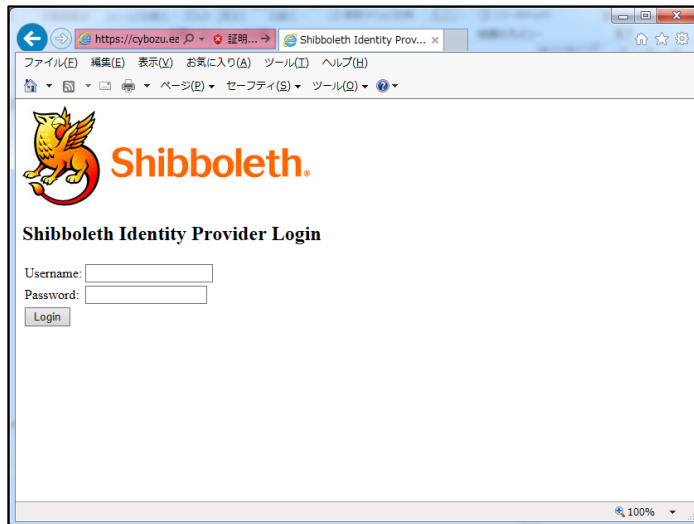 https://cybozu.ee 証明... Shibboleth Identity Prov...
ファイル(F) 編集(E) 表示(V) お気に入り(A) ツール(T) ヘルプ(H)
ページ(P) セーフティ(S) ツール(O)
Shibboleth®
Shibboleth Identity Provider Login
Username:
Password:
Login
100%